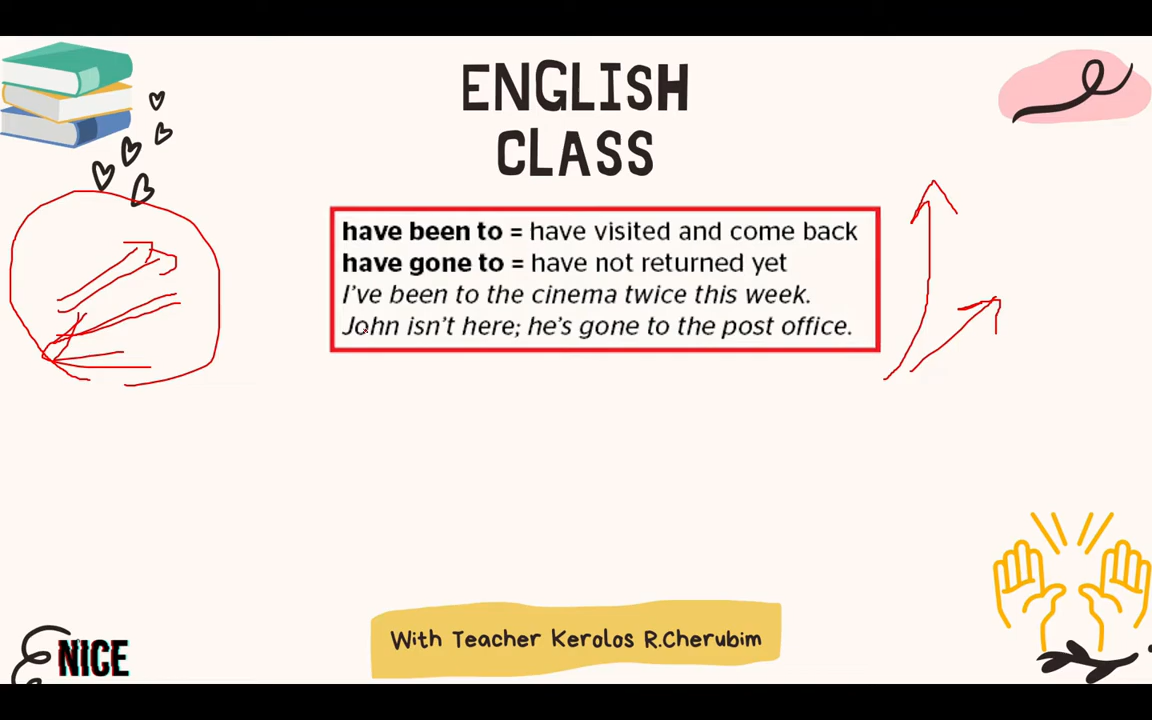 ENGLISH
CLASS
have been to = have visited and come back
have gone to = have not returned yet
I've been to the cinema twice this week.
John isn't here; he's gone to the post office.
With Teacher Kerolos R.Cherubim
NICE